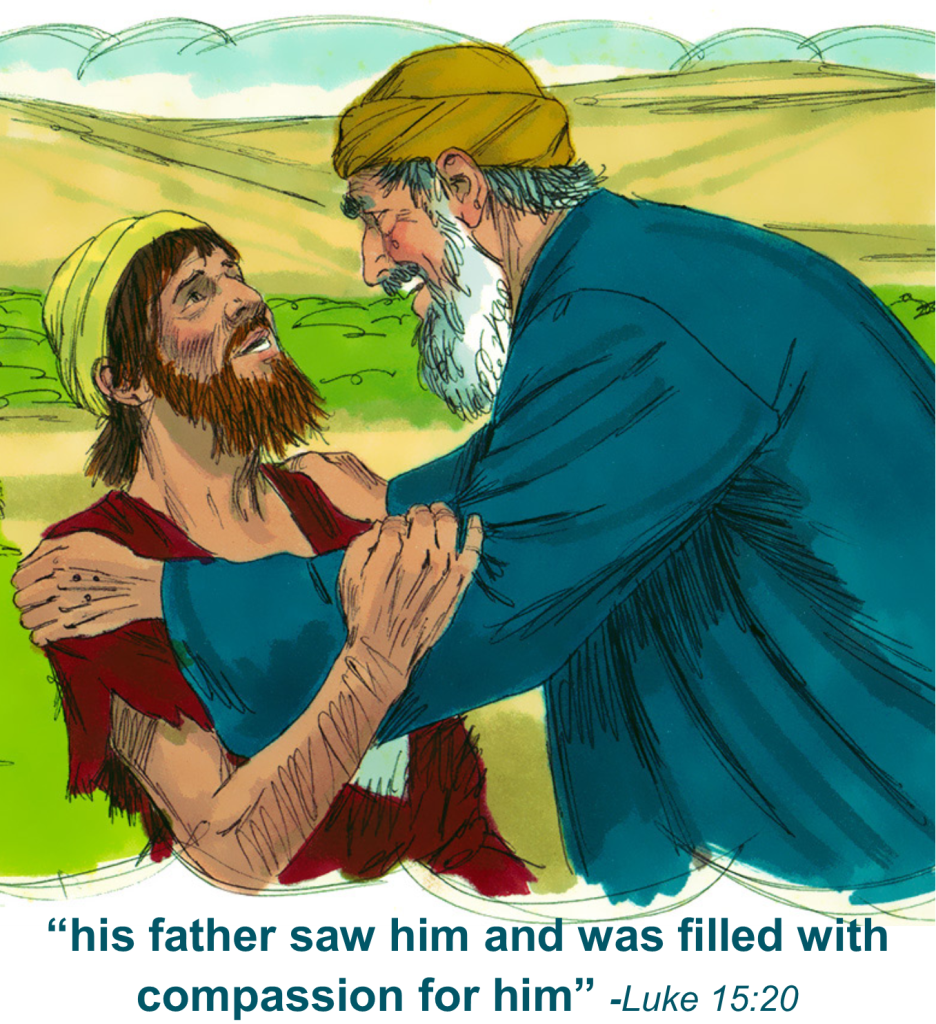 “his father saw him and was filled with
compassion for him” -Luke 15:20